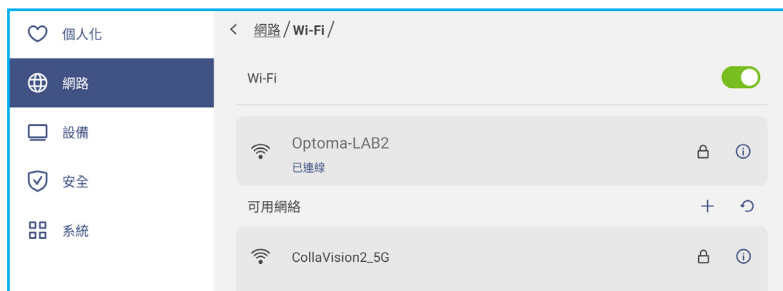 個人化
網路
設備
安全
系統
網路/Wi-Fi/
Wi-Fi
Optoma-LAB2
已連線
可用網絡
CollaVision2_5G